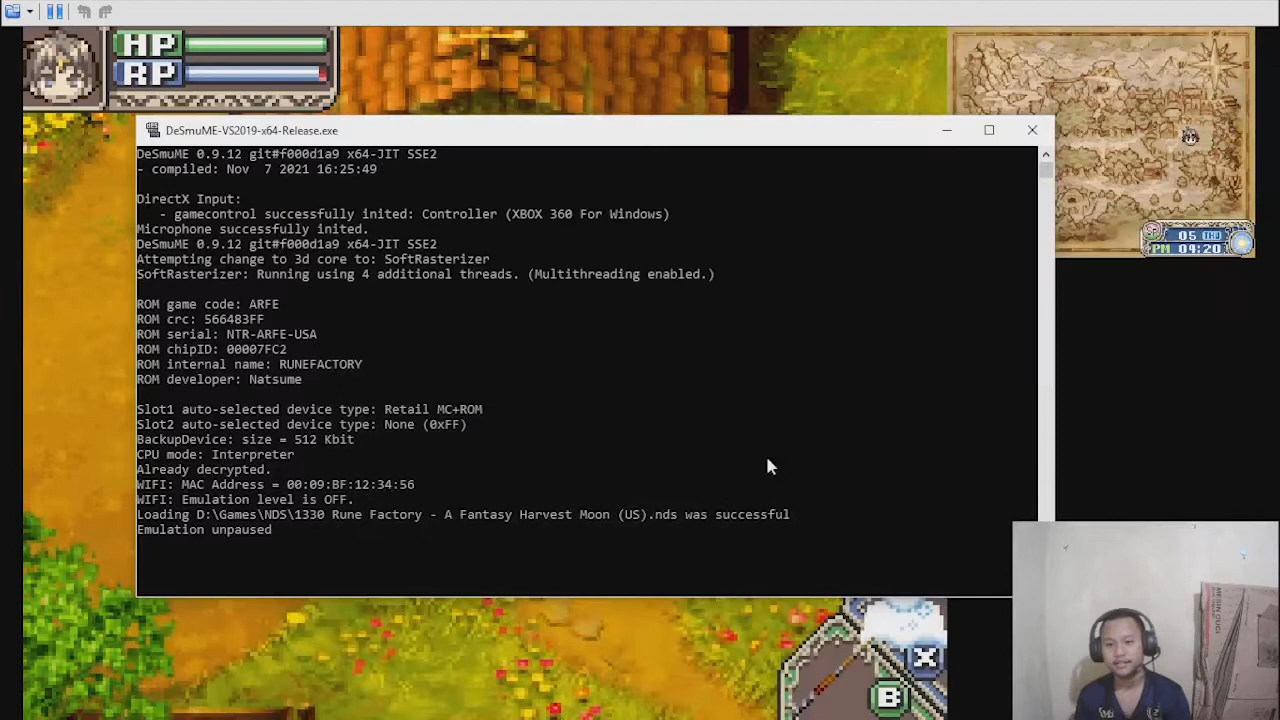 HP
RP
DeSmuME-VS2019-x64-Release.exe
DeSmuME 0.9.12 git#f000d1a9 x64-JIT SSE2
- compiled: Nov  7 2021 16:25:49
DirectX Input:
- gamecontrol successfully inited: Controller (XBOX 360 For Windows)
Microphone successfully inited.
DeSmuME 0.9.12 git#f000d1a9 x64-JIT SSE2
Attempting change to 3d core to: SoftRasterizer
SoftRasterizer: Running using 4 additional threads. (Multithreading enabled.)
ROM game code: ARFE
ROM crc: 566483FF
ROM serial: NTR-ARFE-USA
ROM chipID: 00007FC2
ROM internal name: RUNEFACTORY
ROM developer: Natsume
Slot1 auto-selected device type: Retail MC+ROM
Slot2 auto-selected device type: None (0xFF)
BackupDevice: size = 512 Kbit
CPU mode: Interpreter
Already decrypted.
WIFI: MAC Address = 00:09:BF:12:34:56
WIFI: Emulation level is OFF.
Loading D:\Games\NDS\1330 Rune Factory - A Fantasy Harvest Moon (US).nds was successful
Emulation unpaused
05 THU
PM 04:20
X
B